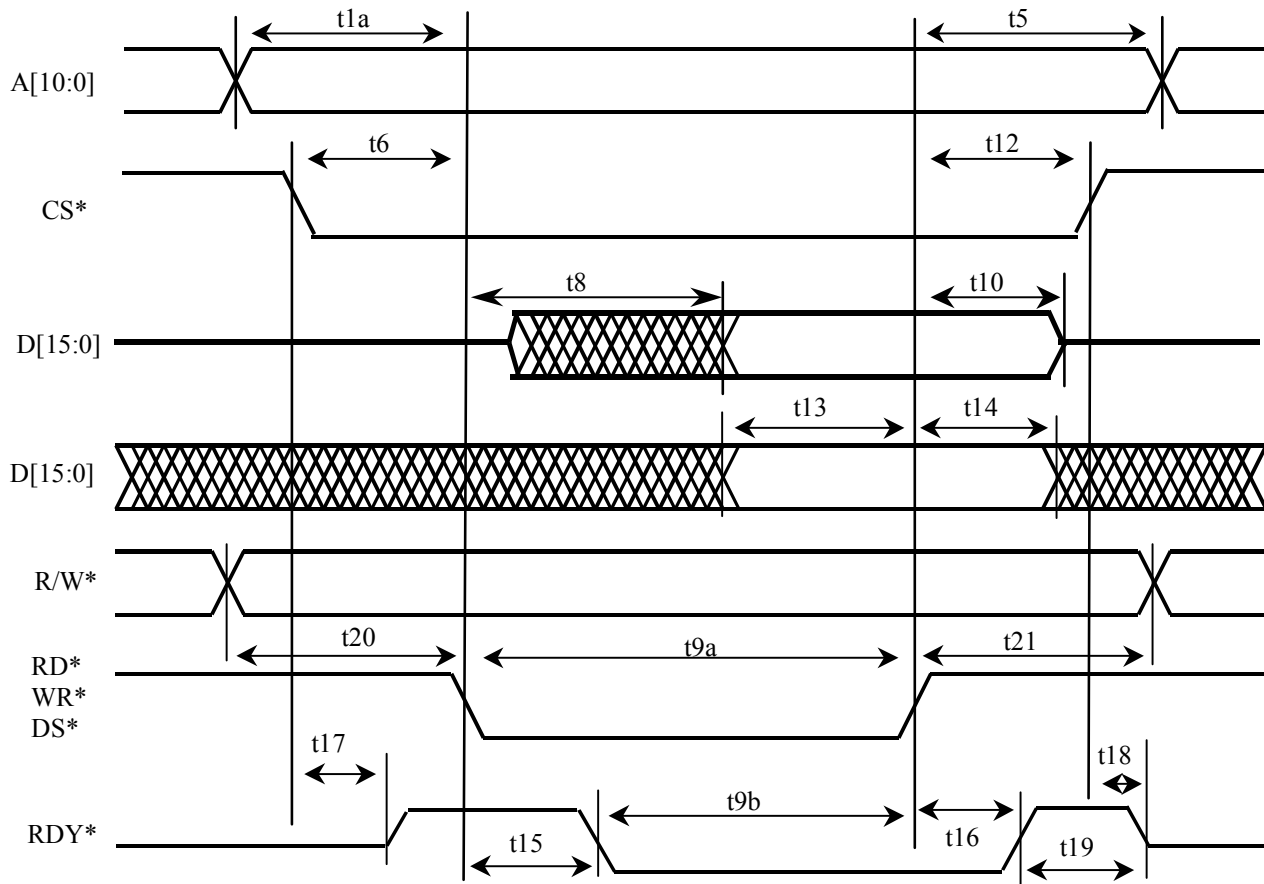 t1a t5
A[10:0]
t6 t12
CS*
t8 t10
D[15:0]
t13 t14
D[15:0]
R/W*
t20 t9a t21
RD*
WR*
DS*
t17 t18
t9b
RDY* t15 t16 t19